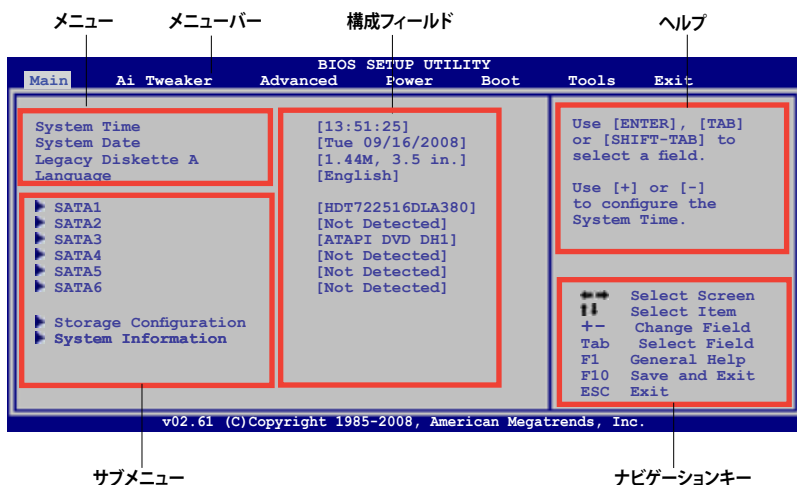 メニュー メニューバー 構成フィールド ヘルプ
BIOS SETUP UTILITY
Main Ai Tweaker Advanced Power Boot Tools Exit
System Time [13:51:25]
System Date [Tue 09/16/2008]
Legacy Diskette A [1.44M, 3.5 in.]
Language [English]
SATA1 [HDT722516DLA380]
SATA2 [Not Detected]
SATA3 [ATAPI DVD DH1]
SATA4 [Not Detected]
SATA5 [Not Detected]
SATA6 [Not Detected]
Storage Configuration
System Information
Use [ENTER], [TAB]
or [SHIFT-TAB] to
select a field.
Use [+] or [-]
to configure the
System Time.
←→ Select Screen
↑↓ Select Item
+- Change Field
Tab Select Field
F1 General Help
F10 Save and Exit
ESC Exit
v02.61 (C)Copyright 1985-2008, American Megatrends, Inc.
サブメニュー ナビゲーションキー